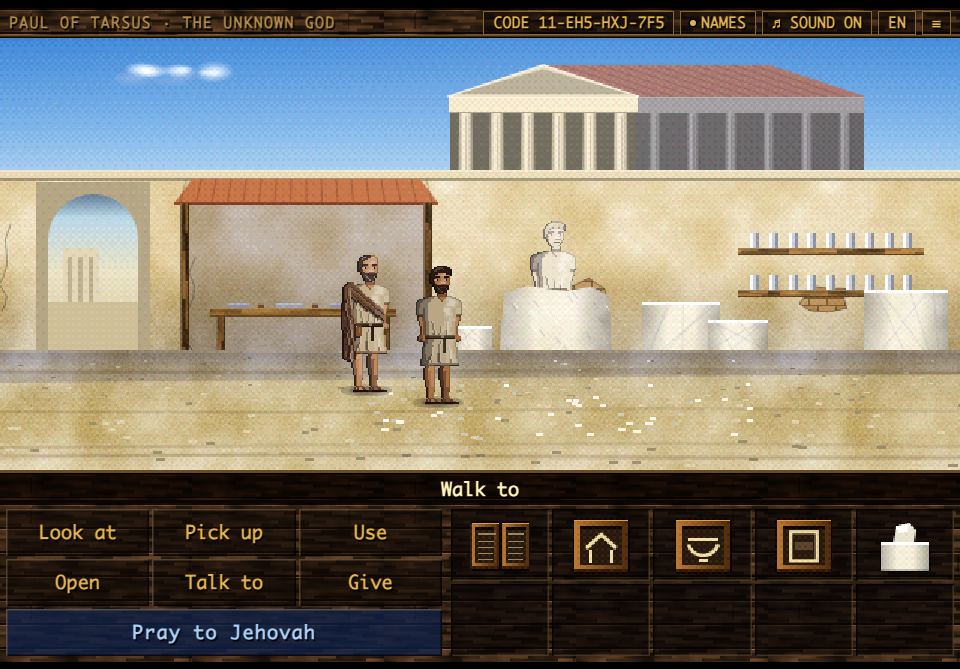 PAUL OF TARSUS · THE UNKNOWN GOD
CODE 11-EH5-HXJ-7F5
• NAMES
♬ SOUND ON
EN
≡
Walk to
Look at
Pick up
Use
Open
Talk to
Give
Pray to Jehovah